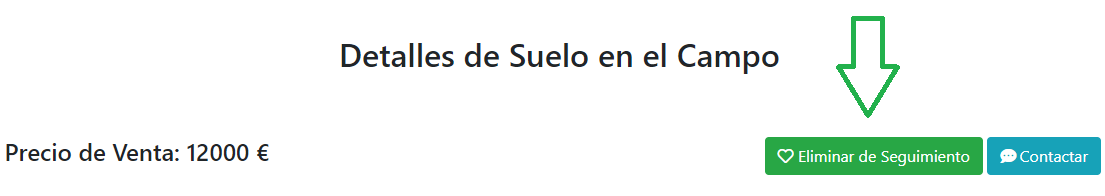 Detalles de Suelo en el Campo
Precio de Venta: 12000 €
Eliminar de Seguimiento
Contactar